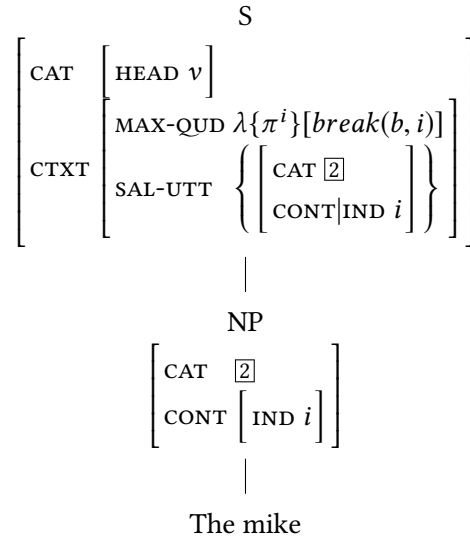 S
CAT [HEAD v]
CTXT
MAX-QUD λ{πⁱ}[break(b, i)]
SAL-UTT
{ [ CAT 2
CONT|IND i ] }
NP
CAT 2
CONT [ IND i ]
The mike